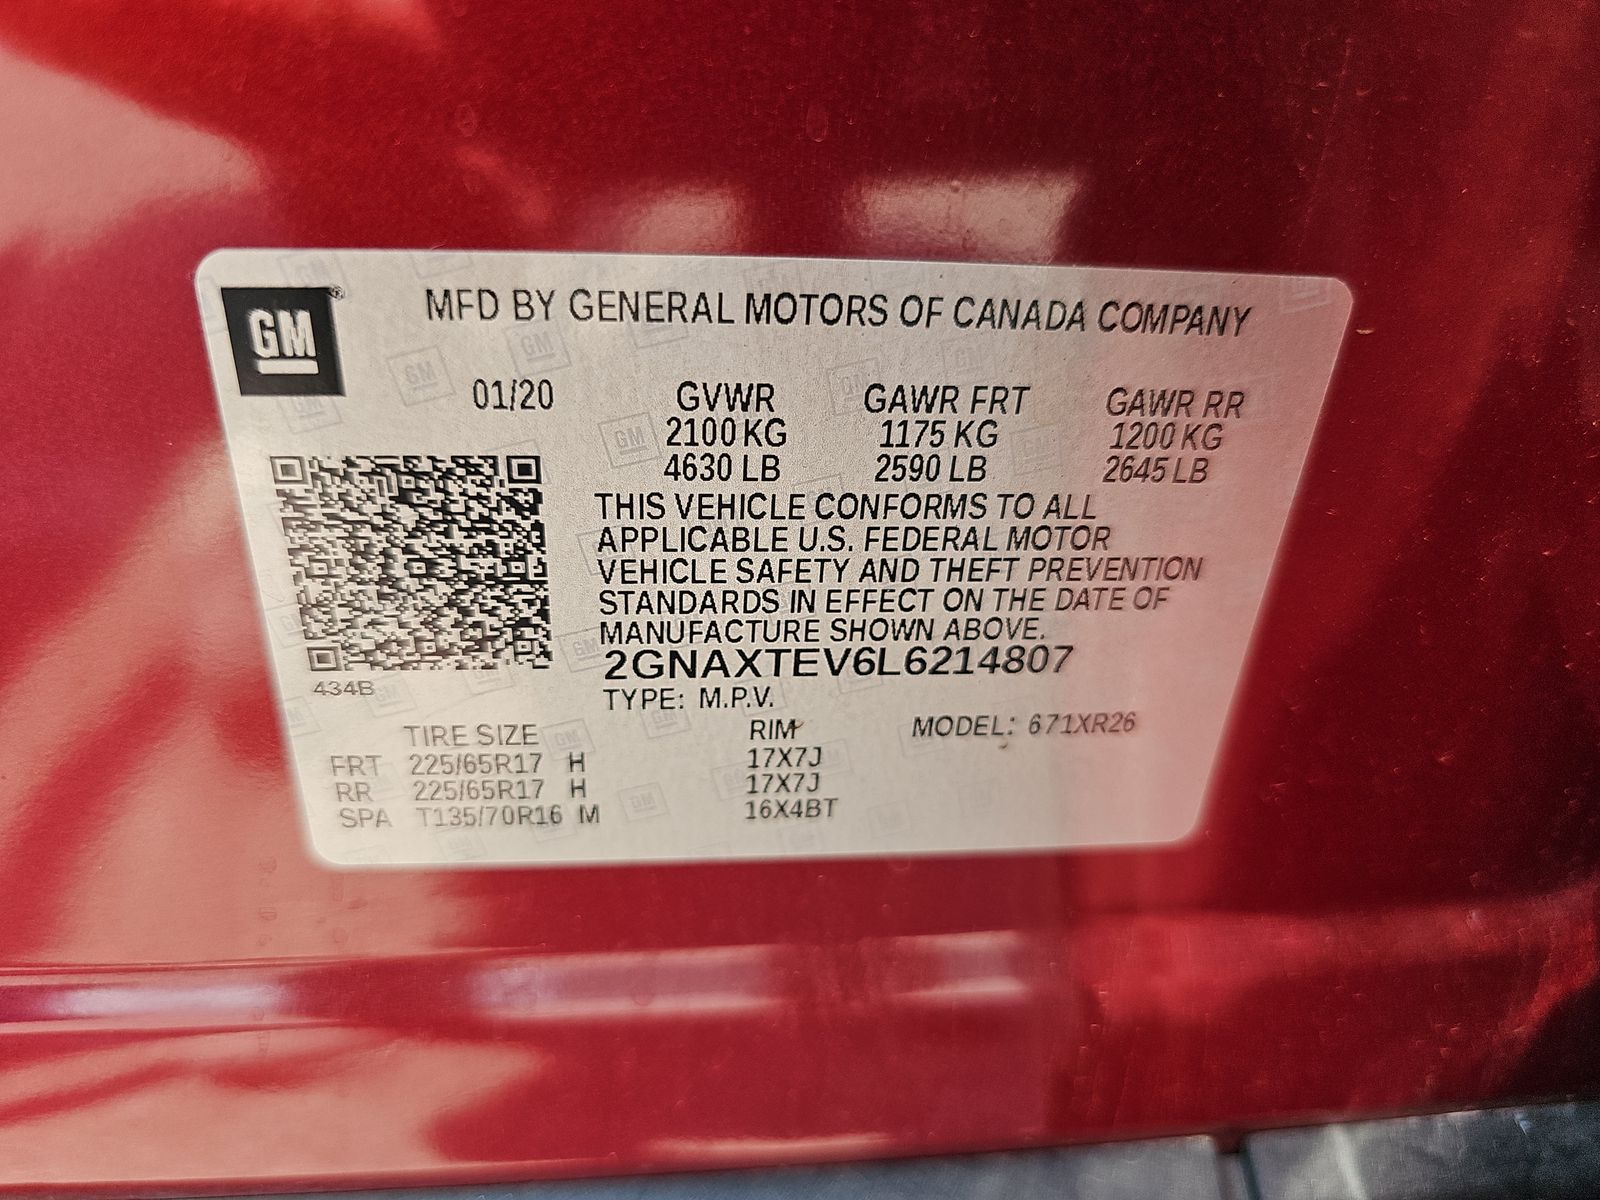 GM ®
MFD BY GENERAL MOTORS OF CANADA COMPANY
01/20 GVWR GAWR FRT GAWR RR
2100 KG 1175 KG 1200 KG
4630 LB 2590 LB 2645 LB
THIS VEHICLE CONFORMS TO ALL
APPLICABLE U.S. FEDERAL MOTOR
VEHICLE SAFETY AND THEFT PREVENTION
STANDARDS IN EFFECT ON THE DATE OF
MANUFACTURE SHOWN ABOVE.
2GNAXTEV6L6214807
434B
TYPE: M.P.V.
TIRE SIZE RIM MODEL: 671XR26
FRT 225/65R17 H 17X7J
RR 225/65R17 H 17X7J
SPA T135/70R16 M 16X4BT